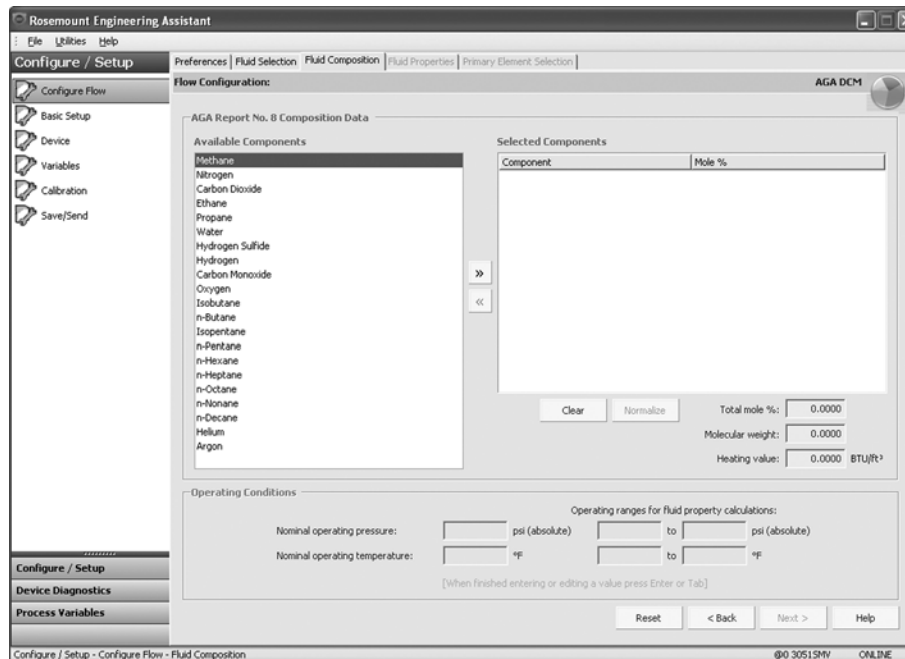 Rosemount Engineering Assistant
File Utilities Help
Configure / Setup
Preferences Fluid Selection Fluid Composition Fluid Properties Primary Element Selection
Configure Flow
Basic Setup
Device
Variables
Calibration
Save/Send
Flow Configuration: AGA DCM
AGA Report No. 8 Composition Data
Available Components
Methane
Nitrogen
Carbon Dioxide
Ethane
Propane
Water
Hydrogen Sulfide
Hydrogen
Carbon Monoxide
Oxygen
Isobutane
n-Butane
Isopentane
n-Pentane
n-Hexane
n-Heptane
n-Octane
n-Nonane
n-Decane
Helium
Argon
»
«
Selected Components
Component Mole %
Clear Normalize
Total mole %: 0.0000
Molecular weight: 0.0000
Heating value: 0.0000 BTU/ft³
Operating Conditions
Operating ranges for fluid property calculations:
Nominal operating pressure: psi (absolute) to psi (absolute)
Nominal operating temperature: °F to °F
[When finished entering or editing a value press Enter or Tab]
Reset < Back Next > Help
Configure / Setup
Device Diagnostics
Process Variables
Configure / Setup - Configure Flow - Fluid Composition @0 3051SMV ONLINE